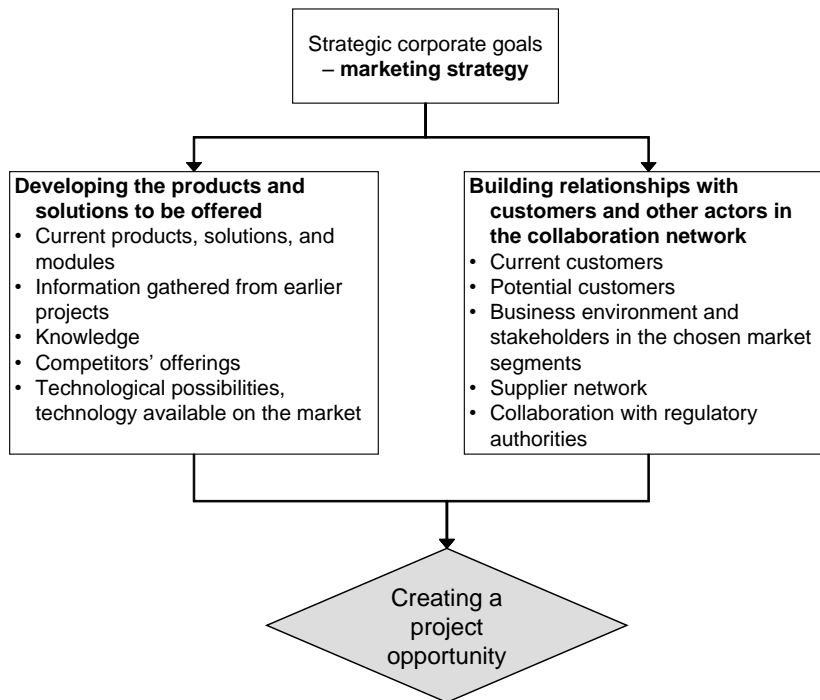 Strategic corporate goals
– marketing strategy
Developing the products and
solutions to be offered
• Current products, solutions, and
modules
• Information gathered from earlier
projects
• Knowledge
• Competitors’ offerings
• Technological possibilities,
technology available on the market
Building relationships with
customers and other actors in
the collaboration network
• Current customers
• Potential customers
• Business environment and
stakeholders in the chosen market
segments
• Supplier network
• Collaboration with regulatory
authorities
Creating a
project
opportunity